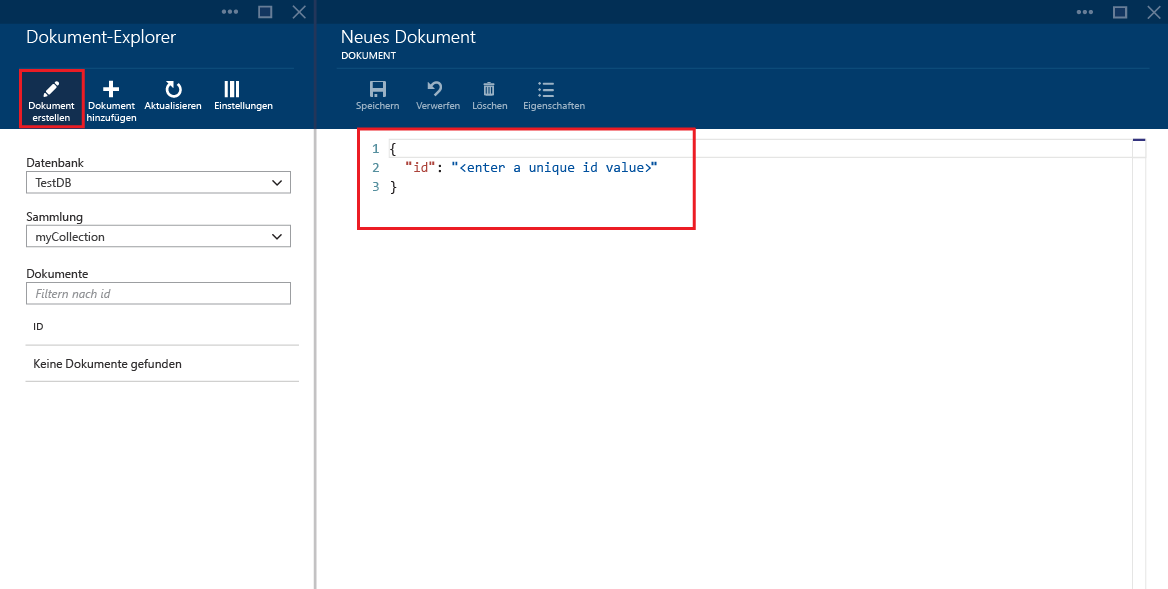 Dokument-Explorer
Dokument erstellen
Dokument hinzufügen
Aktualisieren
Einstellungen
Datenbank
TestDB
Sammlung
myCollection
Dokumente
Filtern nach id
ID
Keine Dokumente gefunden
Neues Dokument
DOKUMENT
Speichern
Verwerfen
Löschen
Eigenschaften
1 {
2 "id": "<enter a unique id value>"
3 }